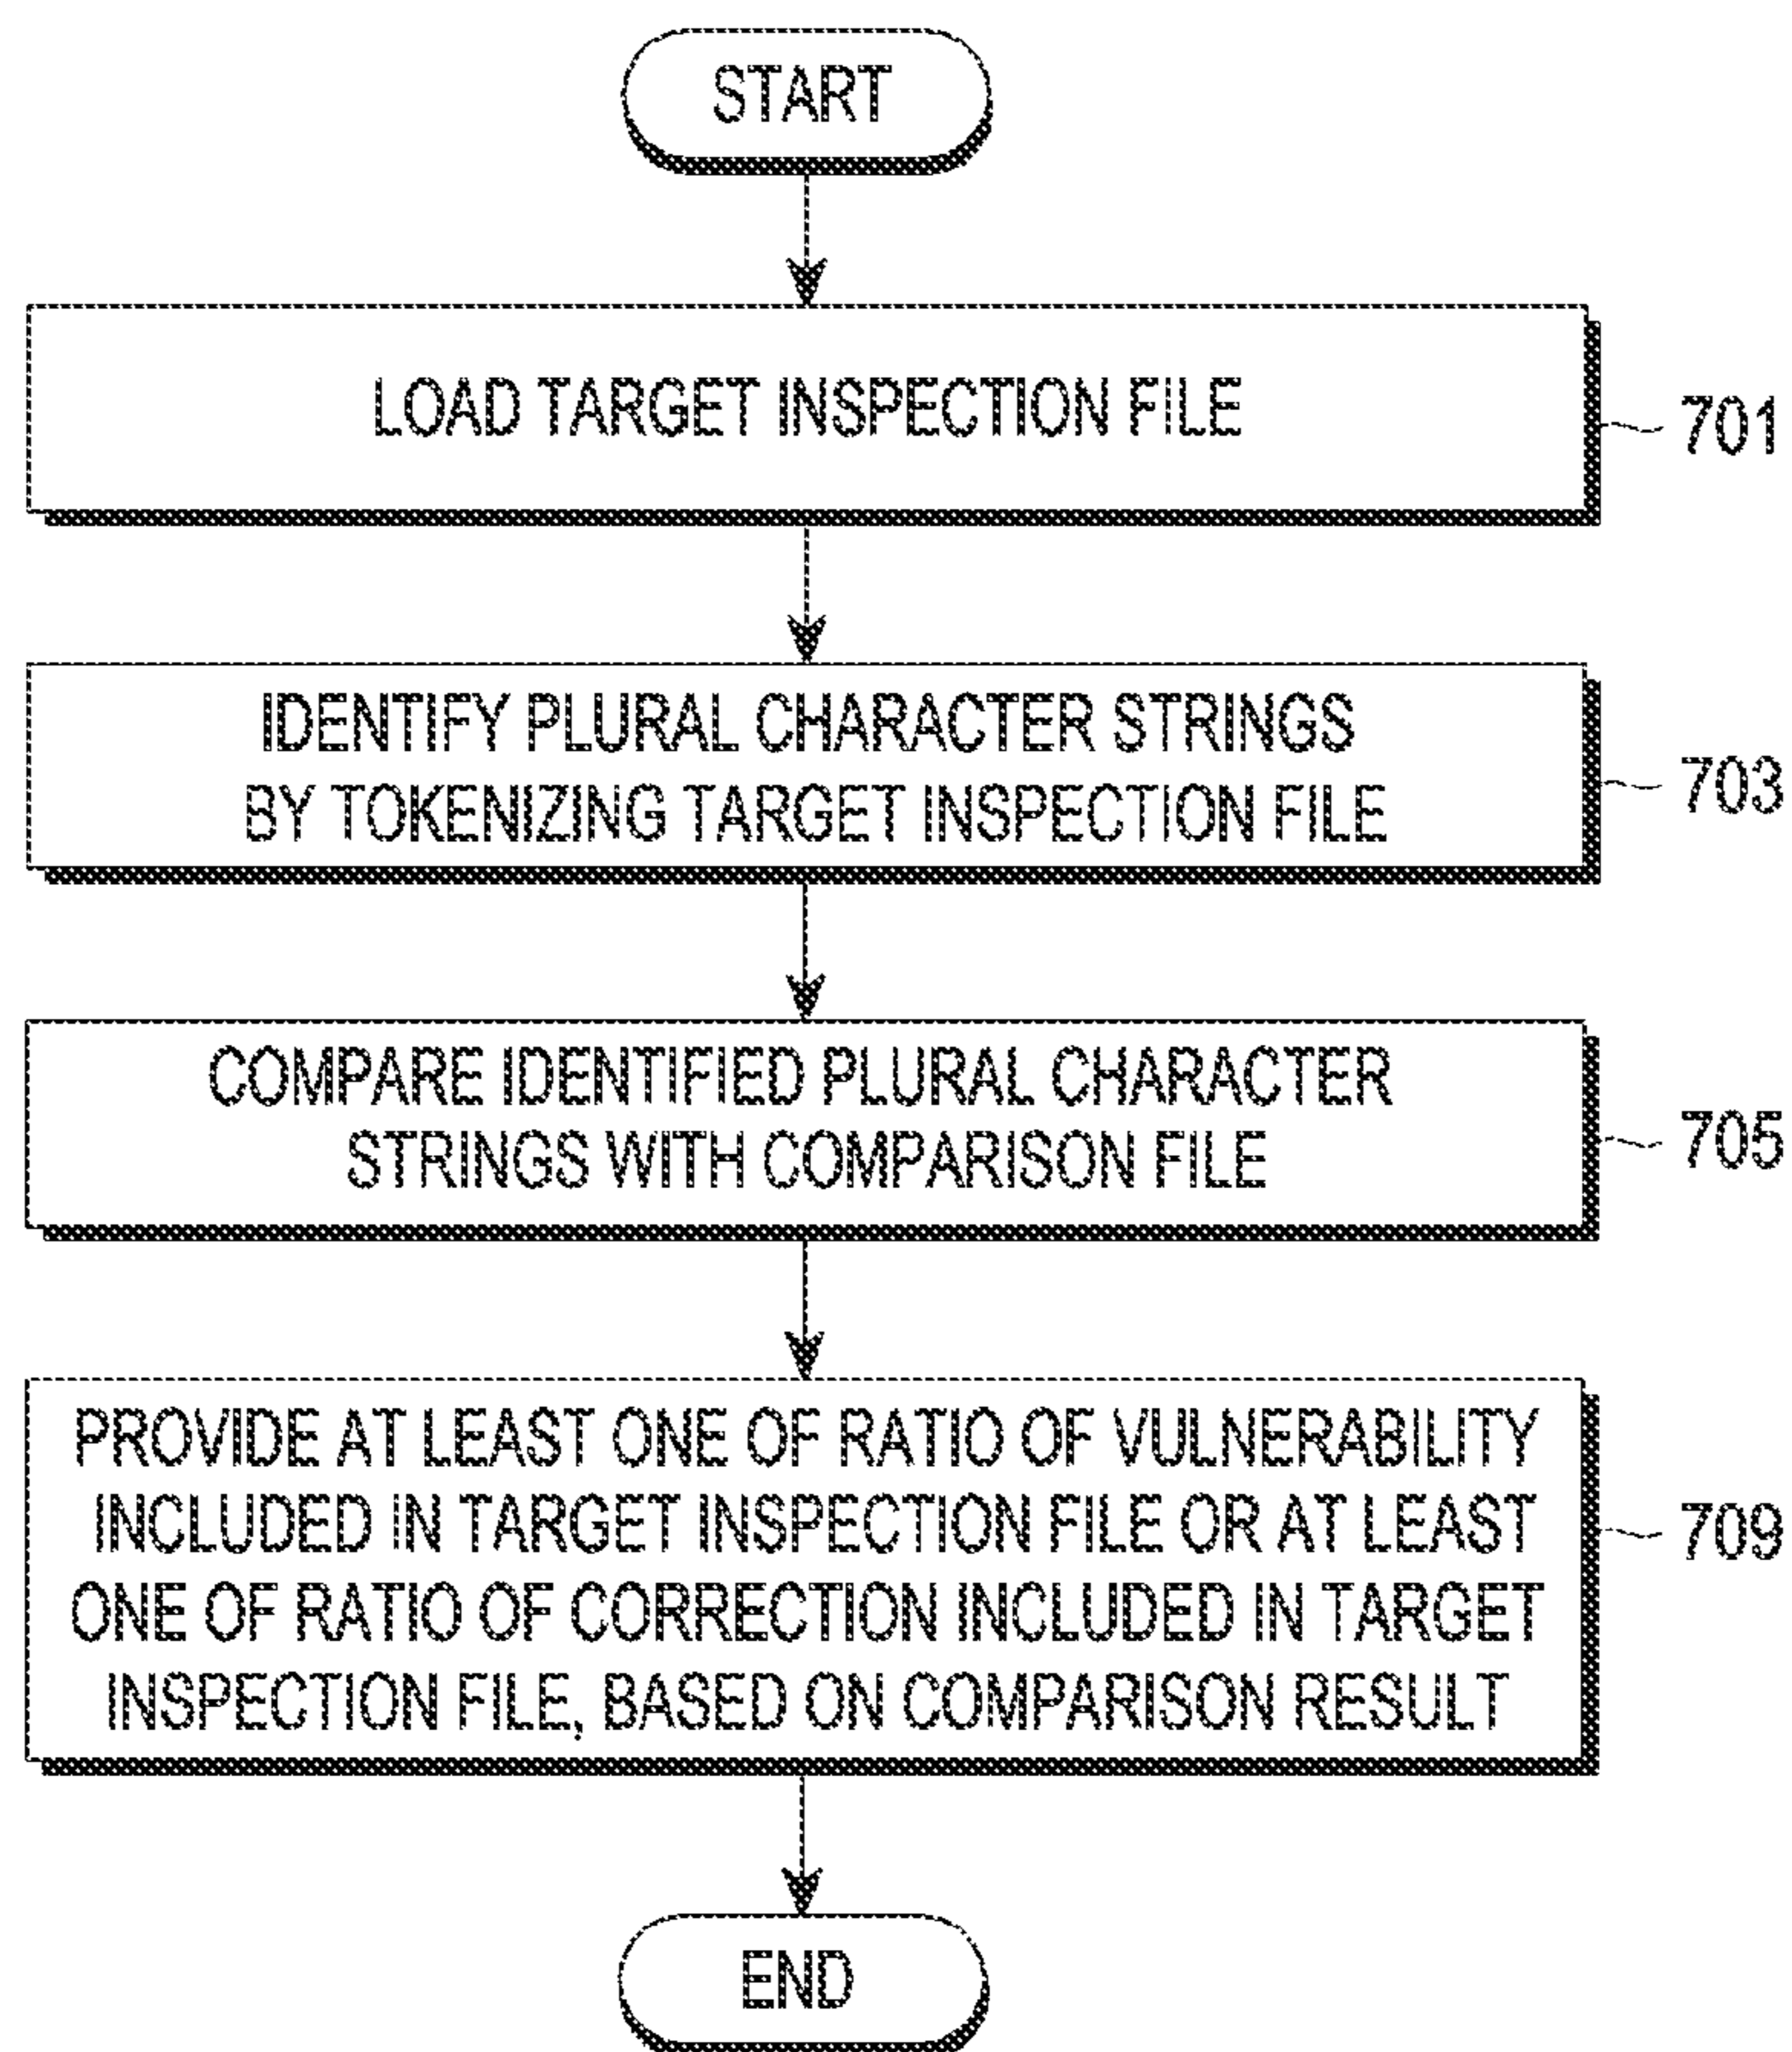 START
LOAD TARGET INSPECTION FILE
701
IDENTIFY PLURAL CHARACTER STRINGS
BY TOKENIZING TARGET INSPECTION FILE
703
COMPARE IDENTIFIED PLURAL CHARACTER
STRINGS WITH COMPARISON FILE
705
PROVIDE AT LEAST ONE OF RATIO OF VULNERABILITY
INCLUDED IN TARGET INSPECTION FILE OR AT LEAST
ONE OF RATIO OF CORRECTION INCLUDED IN TARGET
INSPECTION FILE, BASED ON COMPARISON RESULT
709
END